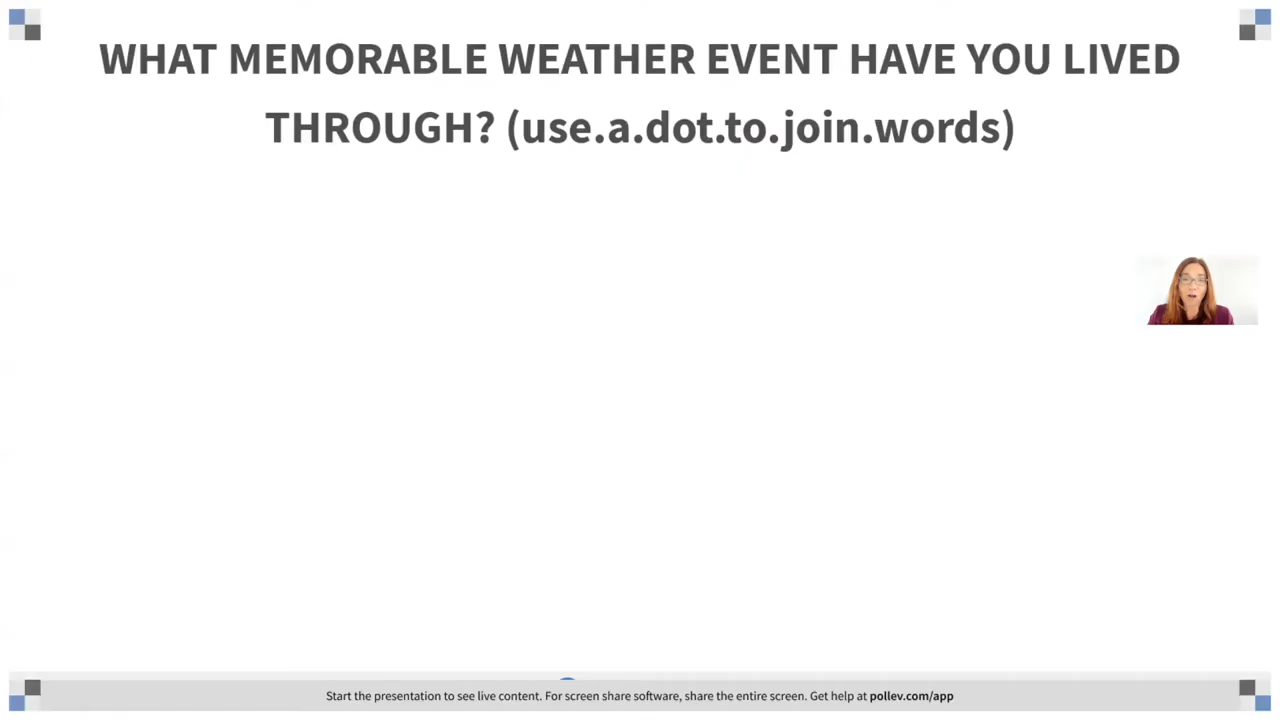 WHAT MEMORABLE WEATHER EVENT HAVE YOU LIVED
THROUGH? (use.a.dot.to.join.words)
Start the presentation to see live content. For screen share software, share the entire screen. Get help at pollev.com/app